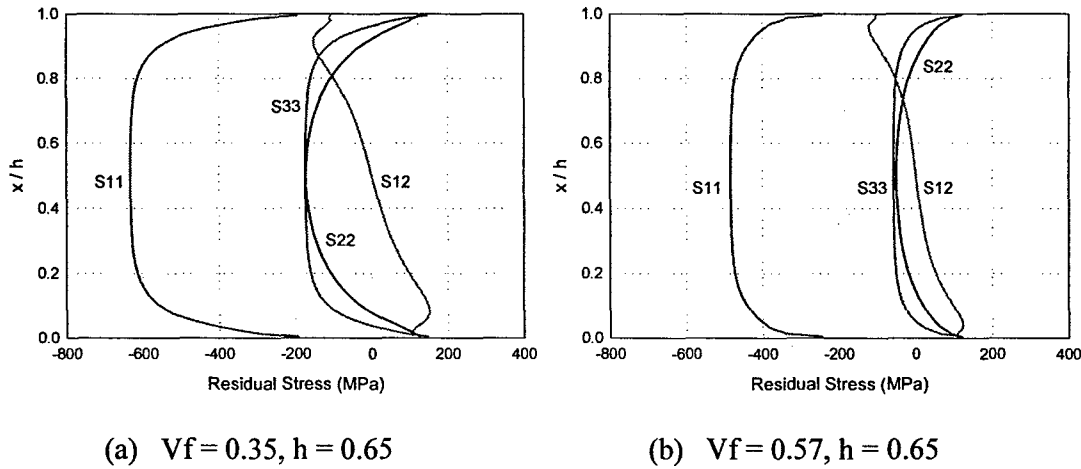 1.0
0.8
0.6
0.4
0.2
0.0
x / h
S11
S33
S22
S12
-800 -600 -400 -200 0 200 400
Residual Stress (MPa)
(a) Vf = 0.35, h = 0.65
1.0
0.8
0.6
0.4
0.2
0.0
x / h
S11
S22
S33
S12
-800 -600 -400 -200 0 200 400
Residual Stress (MPa)
(b) Vf = 0.57, h = 0.65